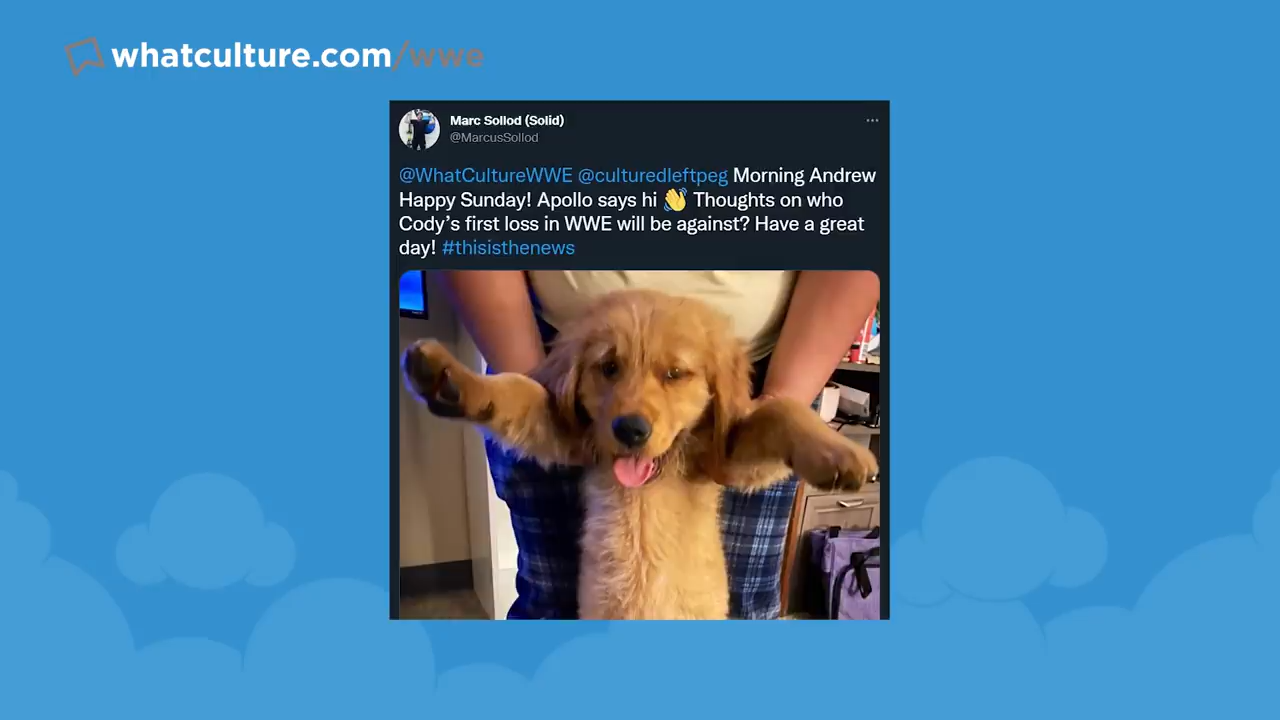 whatculture.com/wwe
Marc Sollod (Solid)
@MarcusSollod
@WhatCultureWWE @culturedleftpeg Morning Andrew
Happy Sunday! Apollo says hi 👋 Thoughts on who
Cody’s first loss in WWE will be against? Have a great
day! #thisisthenews